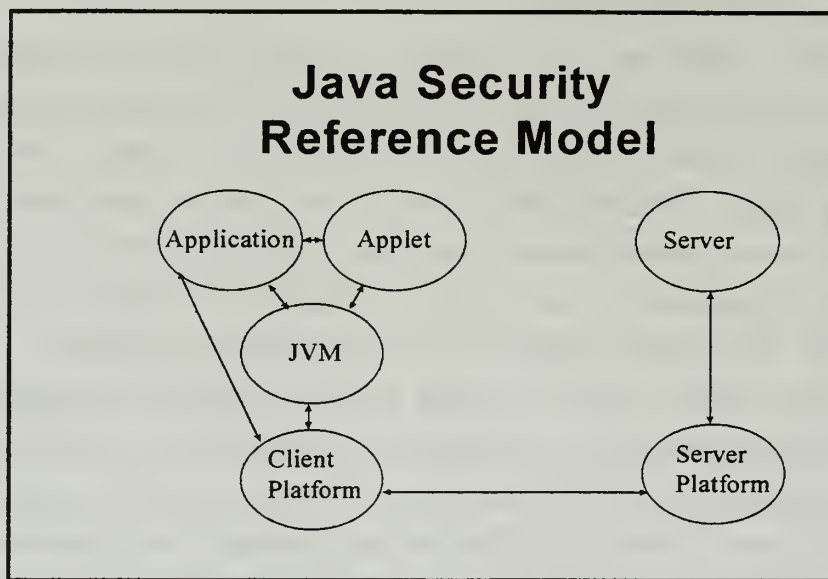 Java Security
Reference Model
Application
Applet
Server
JVM
Client
Platform
Server
Platform